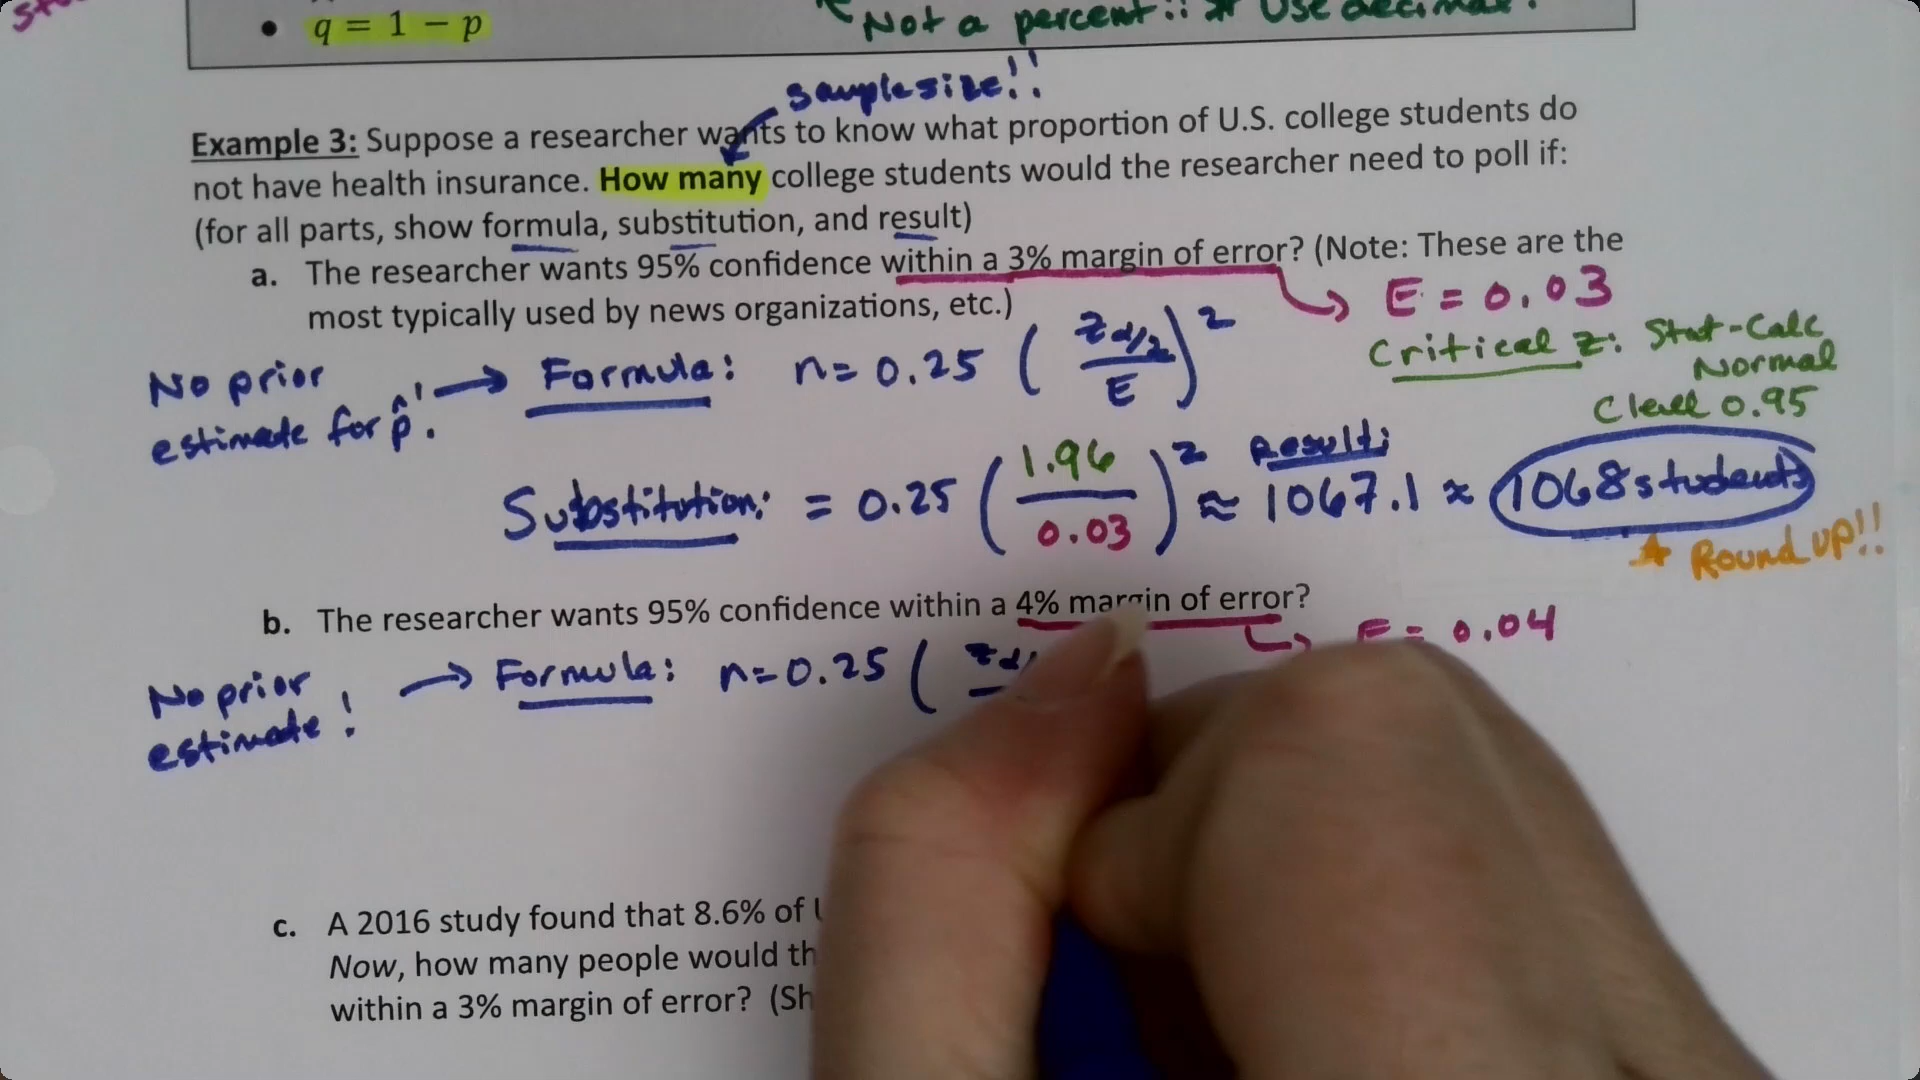 • q = 1 − p
Not a percent!! * Use decimal!
sample size!!
Example 3: Suppose a researcher wants to know what proportion of U.S. college students do
not have health insurance. How many college students would the researcher need to poll if:
(for all parts, show formula, substitution, and result)
a. The researcher wants 95% confidence within a 3% margin of error? (Note: These are the
most typically used by news organizations, etc.)
E = 0.03
Critical z: Stat-Calc
Normal
C level 0.95
No prior
estimate for p̂!
→ Formula: n = 0.25 ( zα/2 / E )²
Substitution: = 0.25 ( 1.96 / 0.03 )²
Result:
≈ 1067.1 ≈ 1068 students
★ Round up!!
b. The researcher wants 95% confidence within a 4% margin of error?
E = 0.04
No prior
estimate!
→ Formula: n = 0.25 ( zα/
c. A 2016 study found that 8.6% of
Now, how many people would th
within a 3% margin of error? (Sh